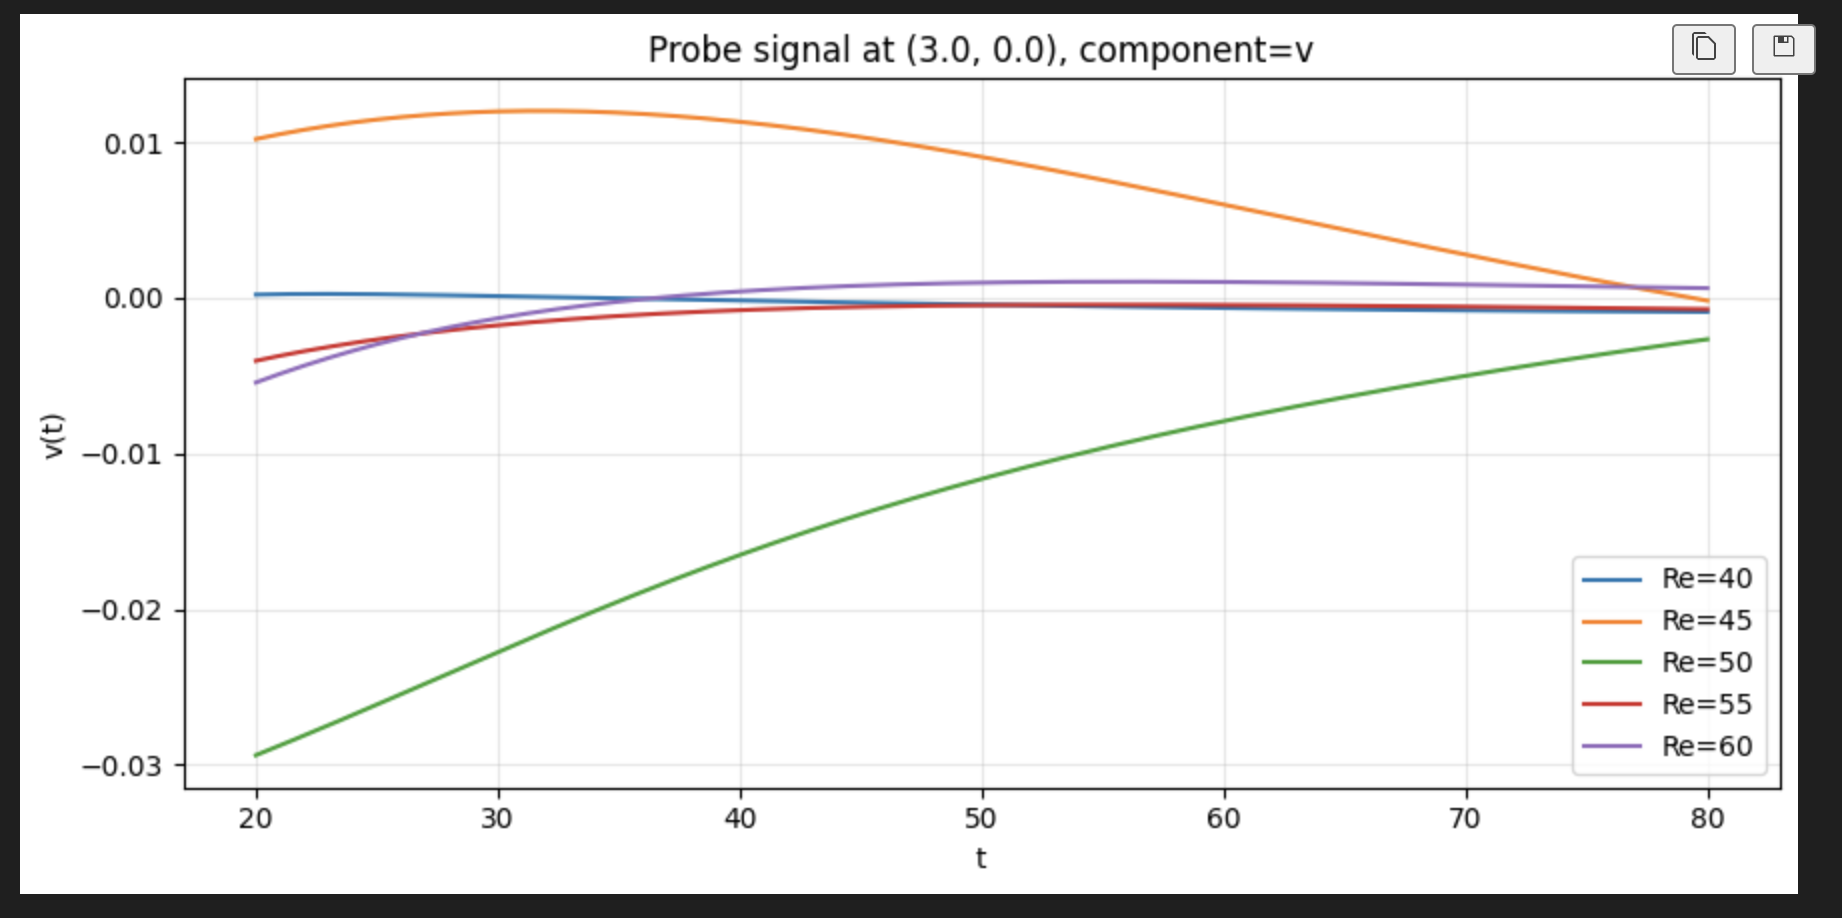 Probe signal at (3.0, 0.0), component=v
0.01
0.00
−0.01
−0.02
−0.03
v(t)
20 30 40 50 60 70 80
t
Re=40
Re=45
Re=50
Re=55
Re=60